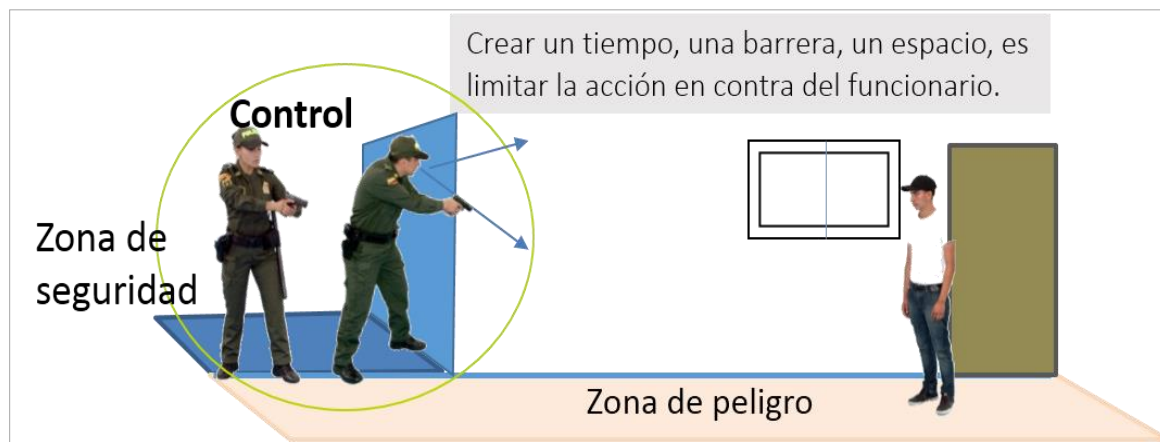 Crear un tiempo, una barrera, un espacio, es
limitar la acción en contra del funcionario.
Control
Zona de
seguridad
Zona de peligro